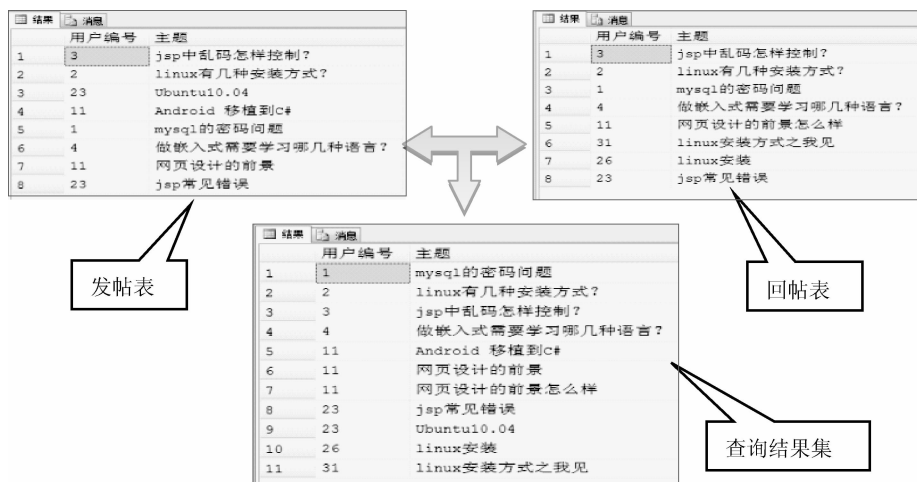 结果 消息
用户编号 主题
1 3 jsp中乱码怎样控制?
2 2 linux有几种安装方式?
3 23 Ubuntu10.04
4 11 Android 移植到C#
5 1 mysql的密码问题
6 4 做嵌入式需要学习哪几种语言?
7 11 网页设计的前景
8 23 jsp常见错误
发帖表
结果 消息
用户编号 主题
1 3 jsp中乱码怎样控制?
2 2 linux有几种安装方式?
3 1 mysql的密码问题
4 4 做嵌入式需要学习哪几种语言?
5 11 网页设计的前景怎么样
6 31 linux安装方式之我见
7 26 linux安装
8 23 jsp常见错误
回帖表
结果 消息
用户编号 主题
1 1 mysql的密码问题
2 2 linux有几种安装方式?
3 3 jsp中乱码怎样控制?
4 4 做嵌入式需要学习哪几种语言?
5 11 Android 移植到C#
6 11 网页设计的前景
7 11 网页设计的前景怎么样
8 23 jsp常见错误
9 23 Ubuntu10.04
10 26 linux安装
11 31 linux安装方式之我见
查询结果集